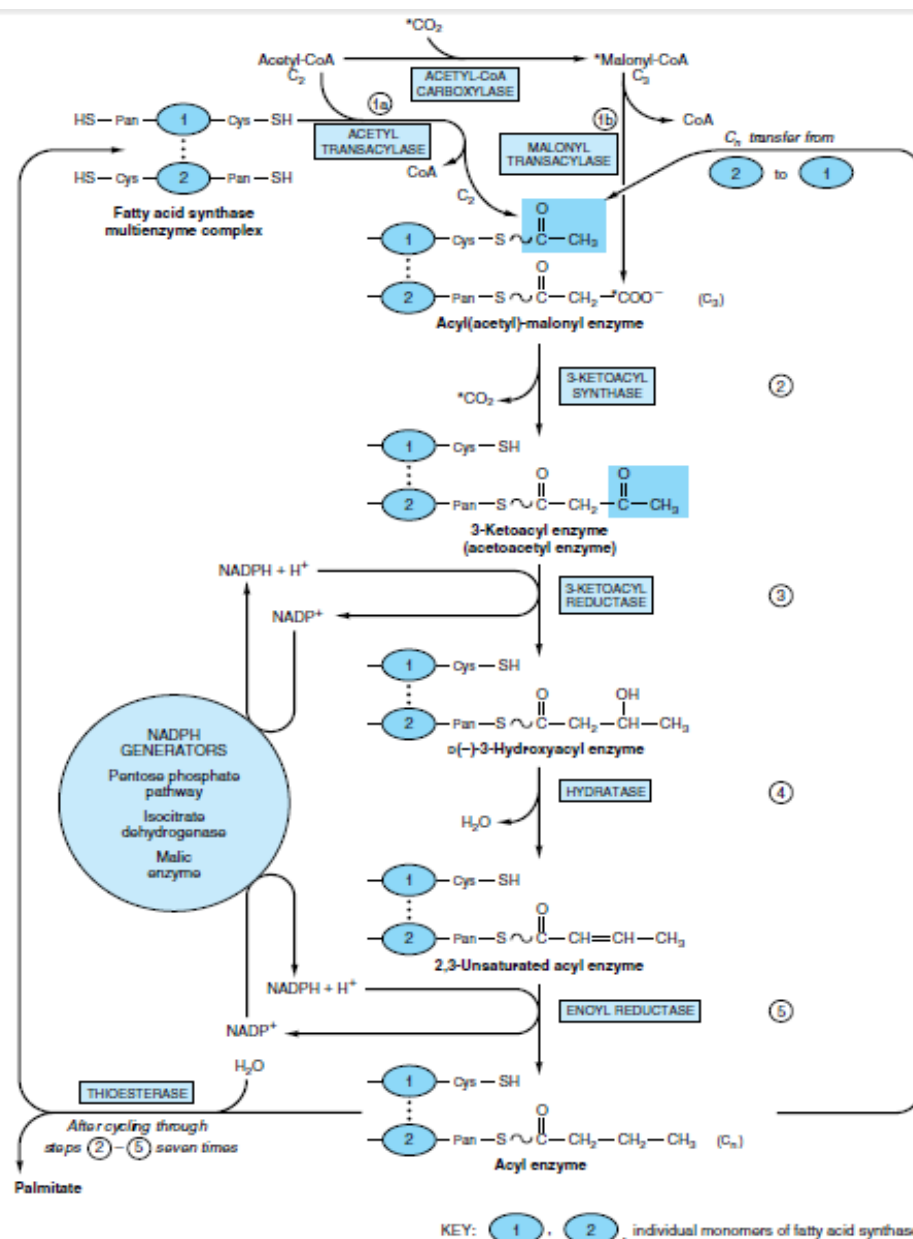 *CO2
Acetyl-CoA
C2
*Malonyl-CoA
C3
ACETYL-CoA
CARBOXYLASE
1a
1b
HS—Pan—1—Cys—SH
ACETYL
TRANSACYLASE
MALONYL
TRANSACYLASE
CoA
Cn transfer from
2 to 1
HS—Cys—2—Pan—SH
CoA
C2
Fatty acid synthase
multienzyme complex
O
1 Cys—S~C—CH3
O
2 Pan—S~C—CH2—*COO− (C3)
Acyl(acetyl)-malonyl enzyme
3-KETOACYL
SYNTHASE
2
*CO2
1 Cys—SH
O O
2 Pan—S~C—CH2—C—CH3
3-Ketoacyl enzyme
(acetoacetyl enzyme)
NADPH + H+
3-KETOACYL
REDUCTASE
3
NADP+
1 Cys—SH
O OH
2 Pan—S~C—CH2—CH—CH3
D(−)-3-Hydroxyacyl enzyme
NADPH
GENERATORS
Pentose phosphate
pathway
Isocitrate
dehydrogenase
Malic
enzyme
HYDRATASE
4
H2O
1 Cys—SH
O
2 Pan—S~C—CH=CH—CH3
2,3-Unsaturated acyl enzyme
NADPH + H+
ENOYL REDUCTASE
5
NADP+
H2O
THIOESTERASE
After cycling through
steps 2–5 seven times
Palmitate
1 Cys—SH
O
2 Pan—S~C—CH2—CH2—CH3 (Cn)
Acyl enzyme
KEY: 1, 2, individual monomers of fatty acid synthase